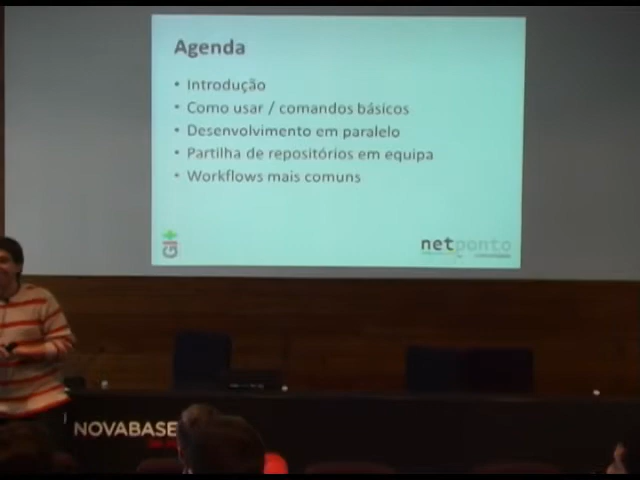 Agenda
• Introdução
• Como usar / comandos básicos
• Desenvolvimento em paralelo
• Partilha de repositórios em equipa
• Workflows mais comuns
netponto
NOVABASE